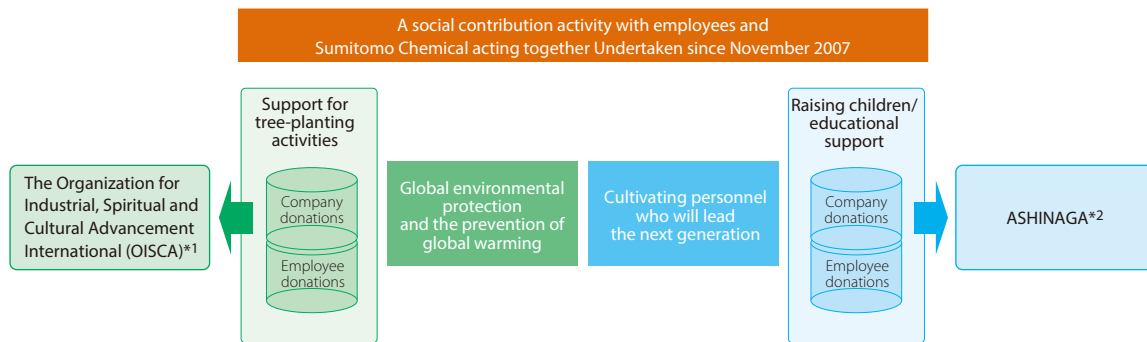 A social contribution activity with employees and
Sumitomo Chemical acting together Undertaken since November 2007
Support for
tree-planting
activities
Raising children/
educational
support
The Organization for
Industrial, Spiritual and
Cultural Advancement
International (OISCA)*1
Company
donations
Employee
donations
Global environmental
protection
and the prevention of
global warming
Cultivating personnel
who will lead
the next generation
Company
donations
Employee
donations
ASHINAGA*2